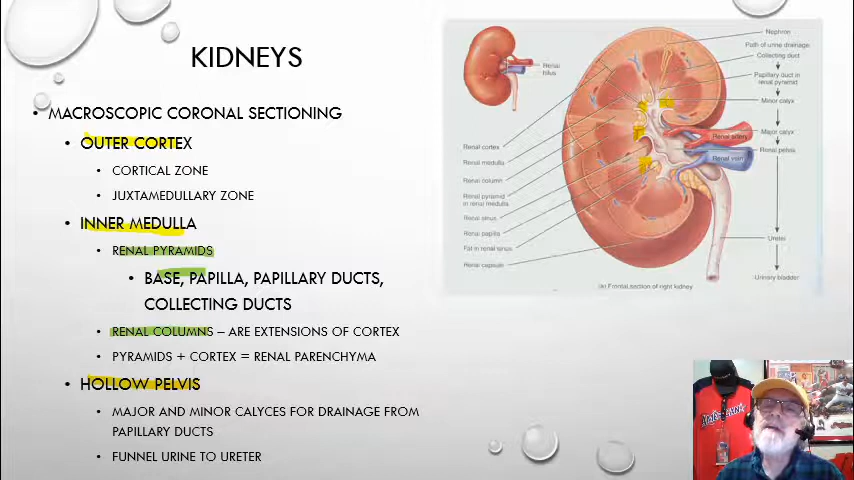 KIDNEYS
MACROSCOPIC CORONAL SECTIONING
OUTER CORTEX
CORTICAL ZONE
JUXTAMEDULLARY ZONE
INNER MEDULLA
RENAL PYRAMIDS
BASE, PAPILLA, PAPILLARY DUCTS,
COLLECTING DUCTS
RENAL COLUMNS – ARE EXTENSIONS OF CORTEX
PYRAMIDS + CORTEX = RENAL PARENCHYMA
HOLLOW PELVIS
MAJOR AND MINOR CALYCES FOR DRAINAGE FROM
PAPILLARY DUCTS
FUNNEL URINE TO URETER
Renal
hilus
Renal cortex
Renal medulla
Renal column
Renal pyramid
in renal medulla
Renal sinus
Renal papilla
Fat in renal sinus
Renal capsule
Renal artery
Renal vein
Nephron
Path of urine drainage:
Collecting duct
Papillary duct in
renal pyramid
Minor calyx
Major calyx
Renal pelvis
Ureter
Urinary bladder
(a) Frontal section of right kidney